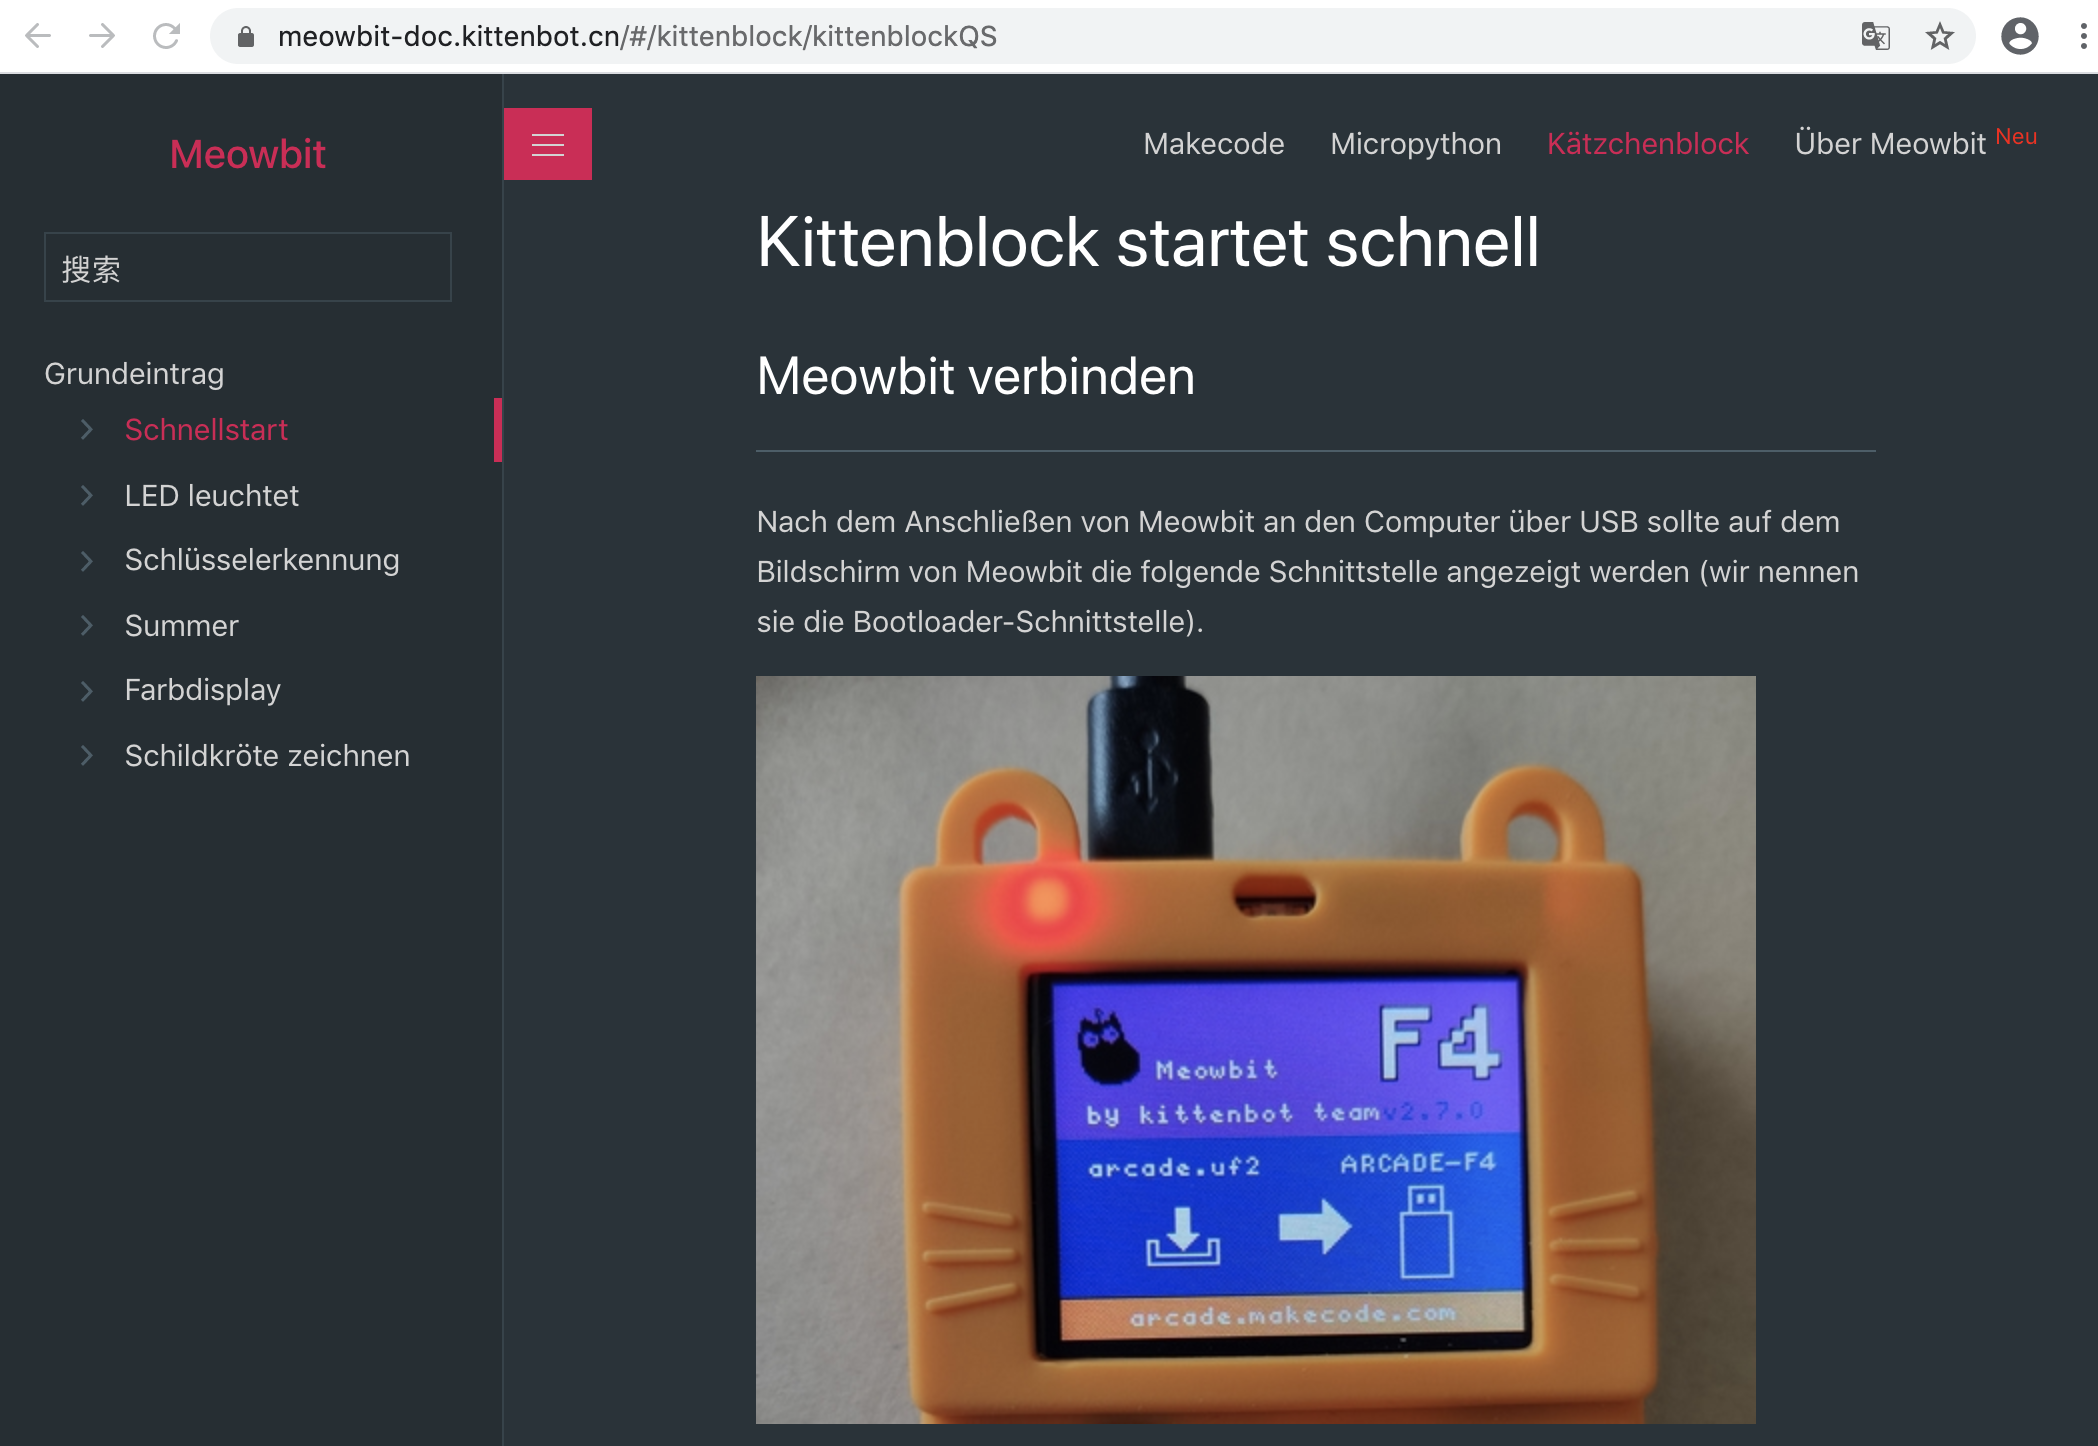 meowbit-doc.kittenbot.cn/#/kittenblock/kittenblockQS
Meowbit
搜索
Grundeintrag
Schnellstart
LED leuchtet
Schlüsselerkennung
Summer
Farbdisplay
Schildkröte zeichnen
Makecode
Micropython
Kätzchenblock
Über Meowbit Neu
Kittenblock startet schnell
Meowbit verbinden
Nach dem Anschließen von Meowbit an den Computer über USB sollte auf dem
Bildschirm von Meowbit die folgende Schnittstelle angezeigt werden (wir nennen
sie die Bootloader-Schnittstelle).
F4
Meowbit
by kittenbot team v2.7.0
arcade.uf2
ARCADE-F4
arcade.makecode.com